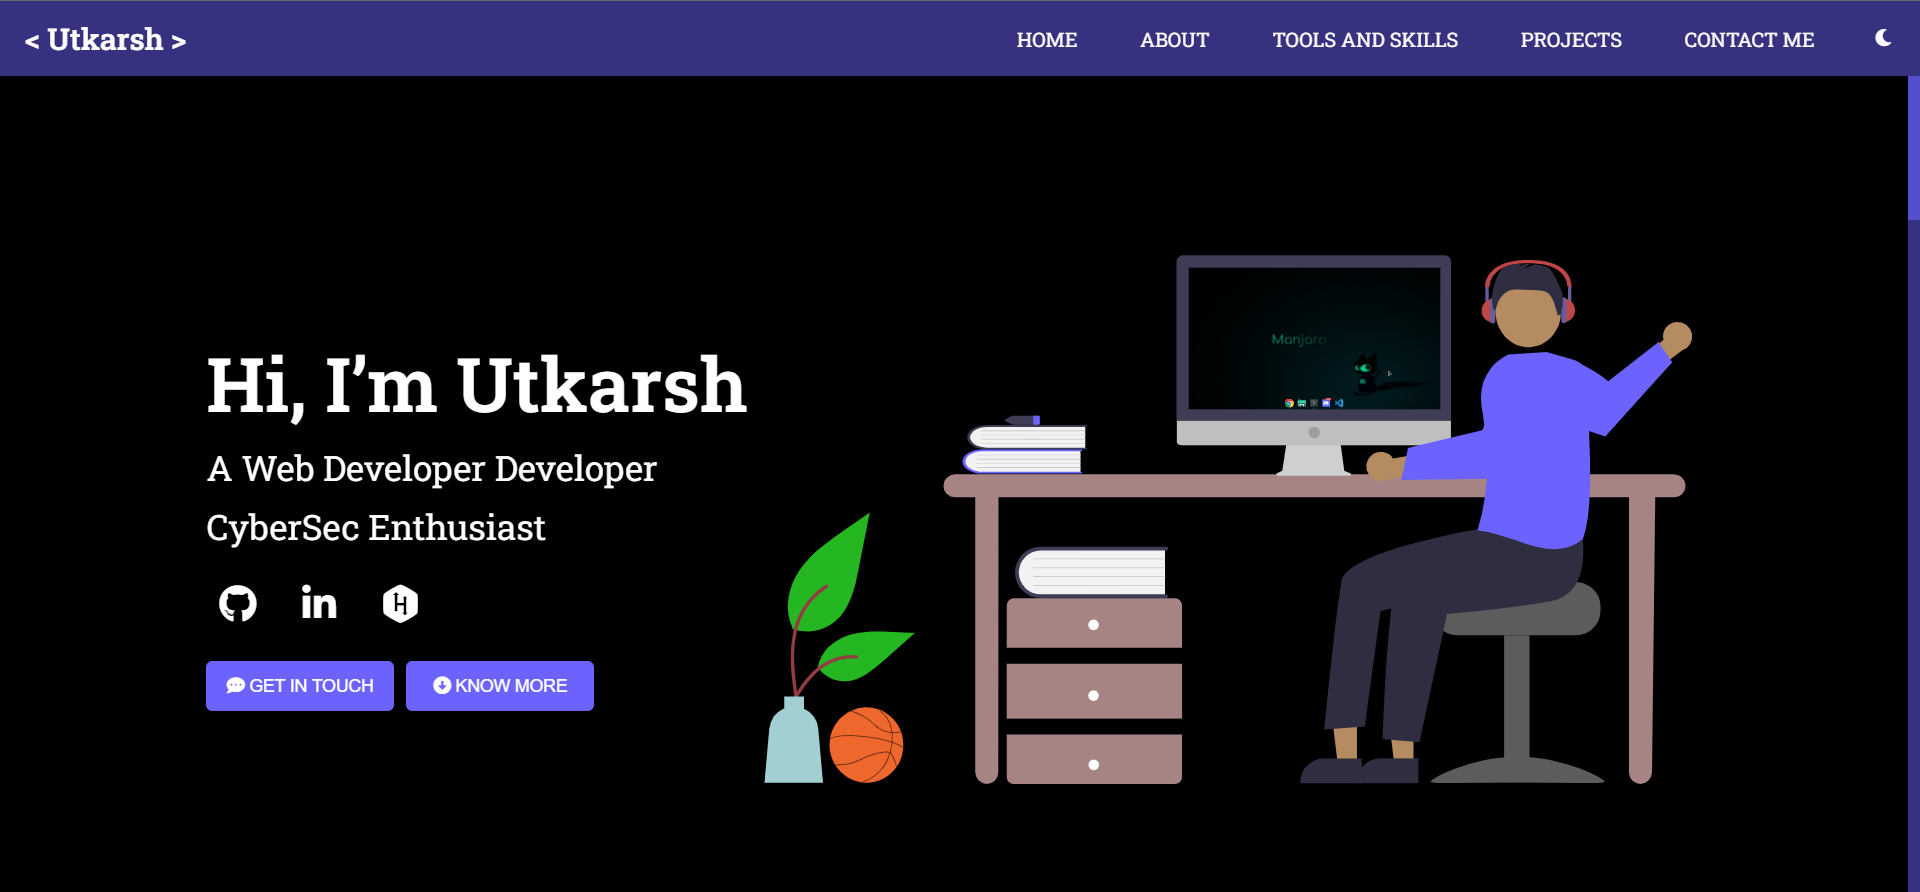 < Utkarsh >
HOME ABOUT TOOLS AND SKILLS PROJECTS CONTACT ME
Manjaro
Hi, I’m Utkarsh
A Web Developer Developer
CyberSec Enthusiast
in
H
GET IN TOUCH KNOW MORE